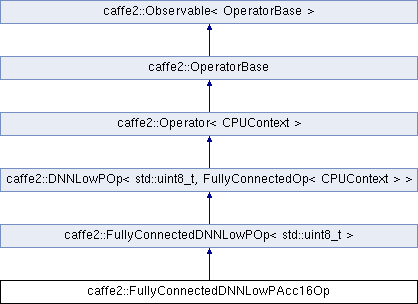 caffe2::Observable< OperatorBase >
caffe2::OperatorBase
caffe2::Operator< CPUContext >
caffe2::DNNLowPOp< std::uint8_t, FullyConnectedOp< CPUContext > >
caffe2::FullyConnectedDNNLowPOp< std::uint8_t >
caffe2::FullyConnectedDNNLowPAcc16Op